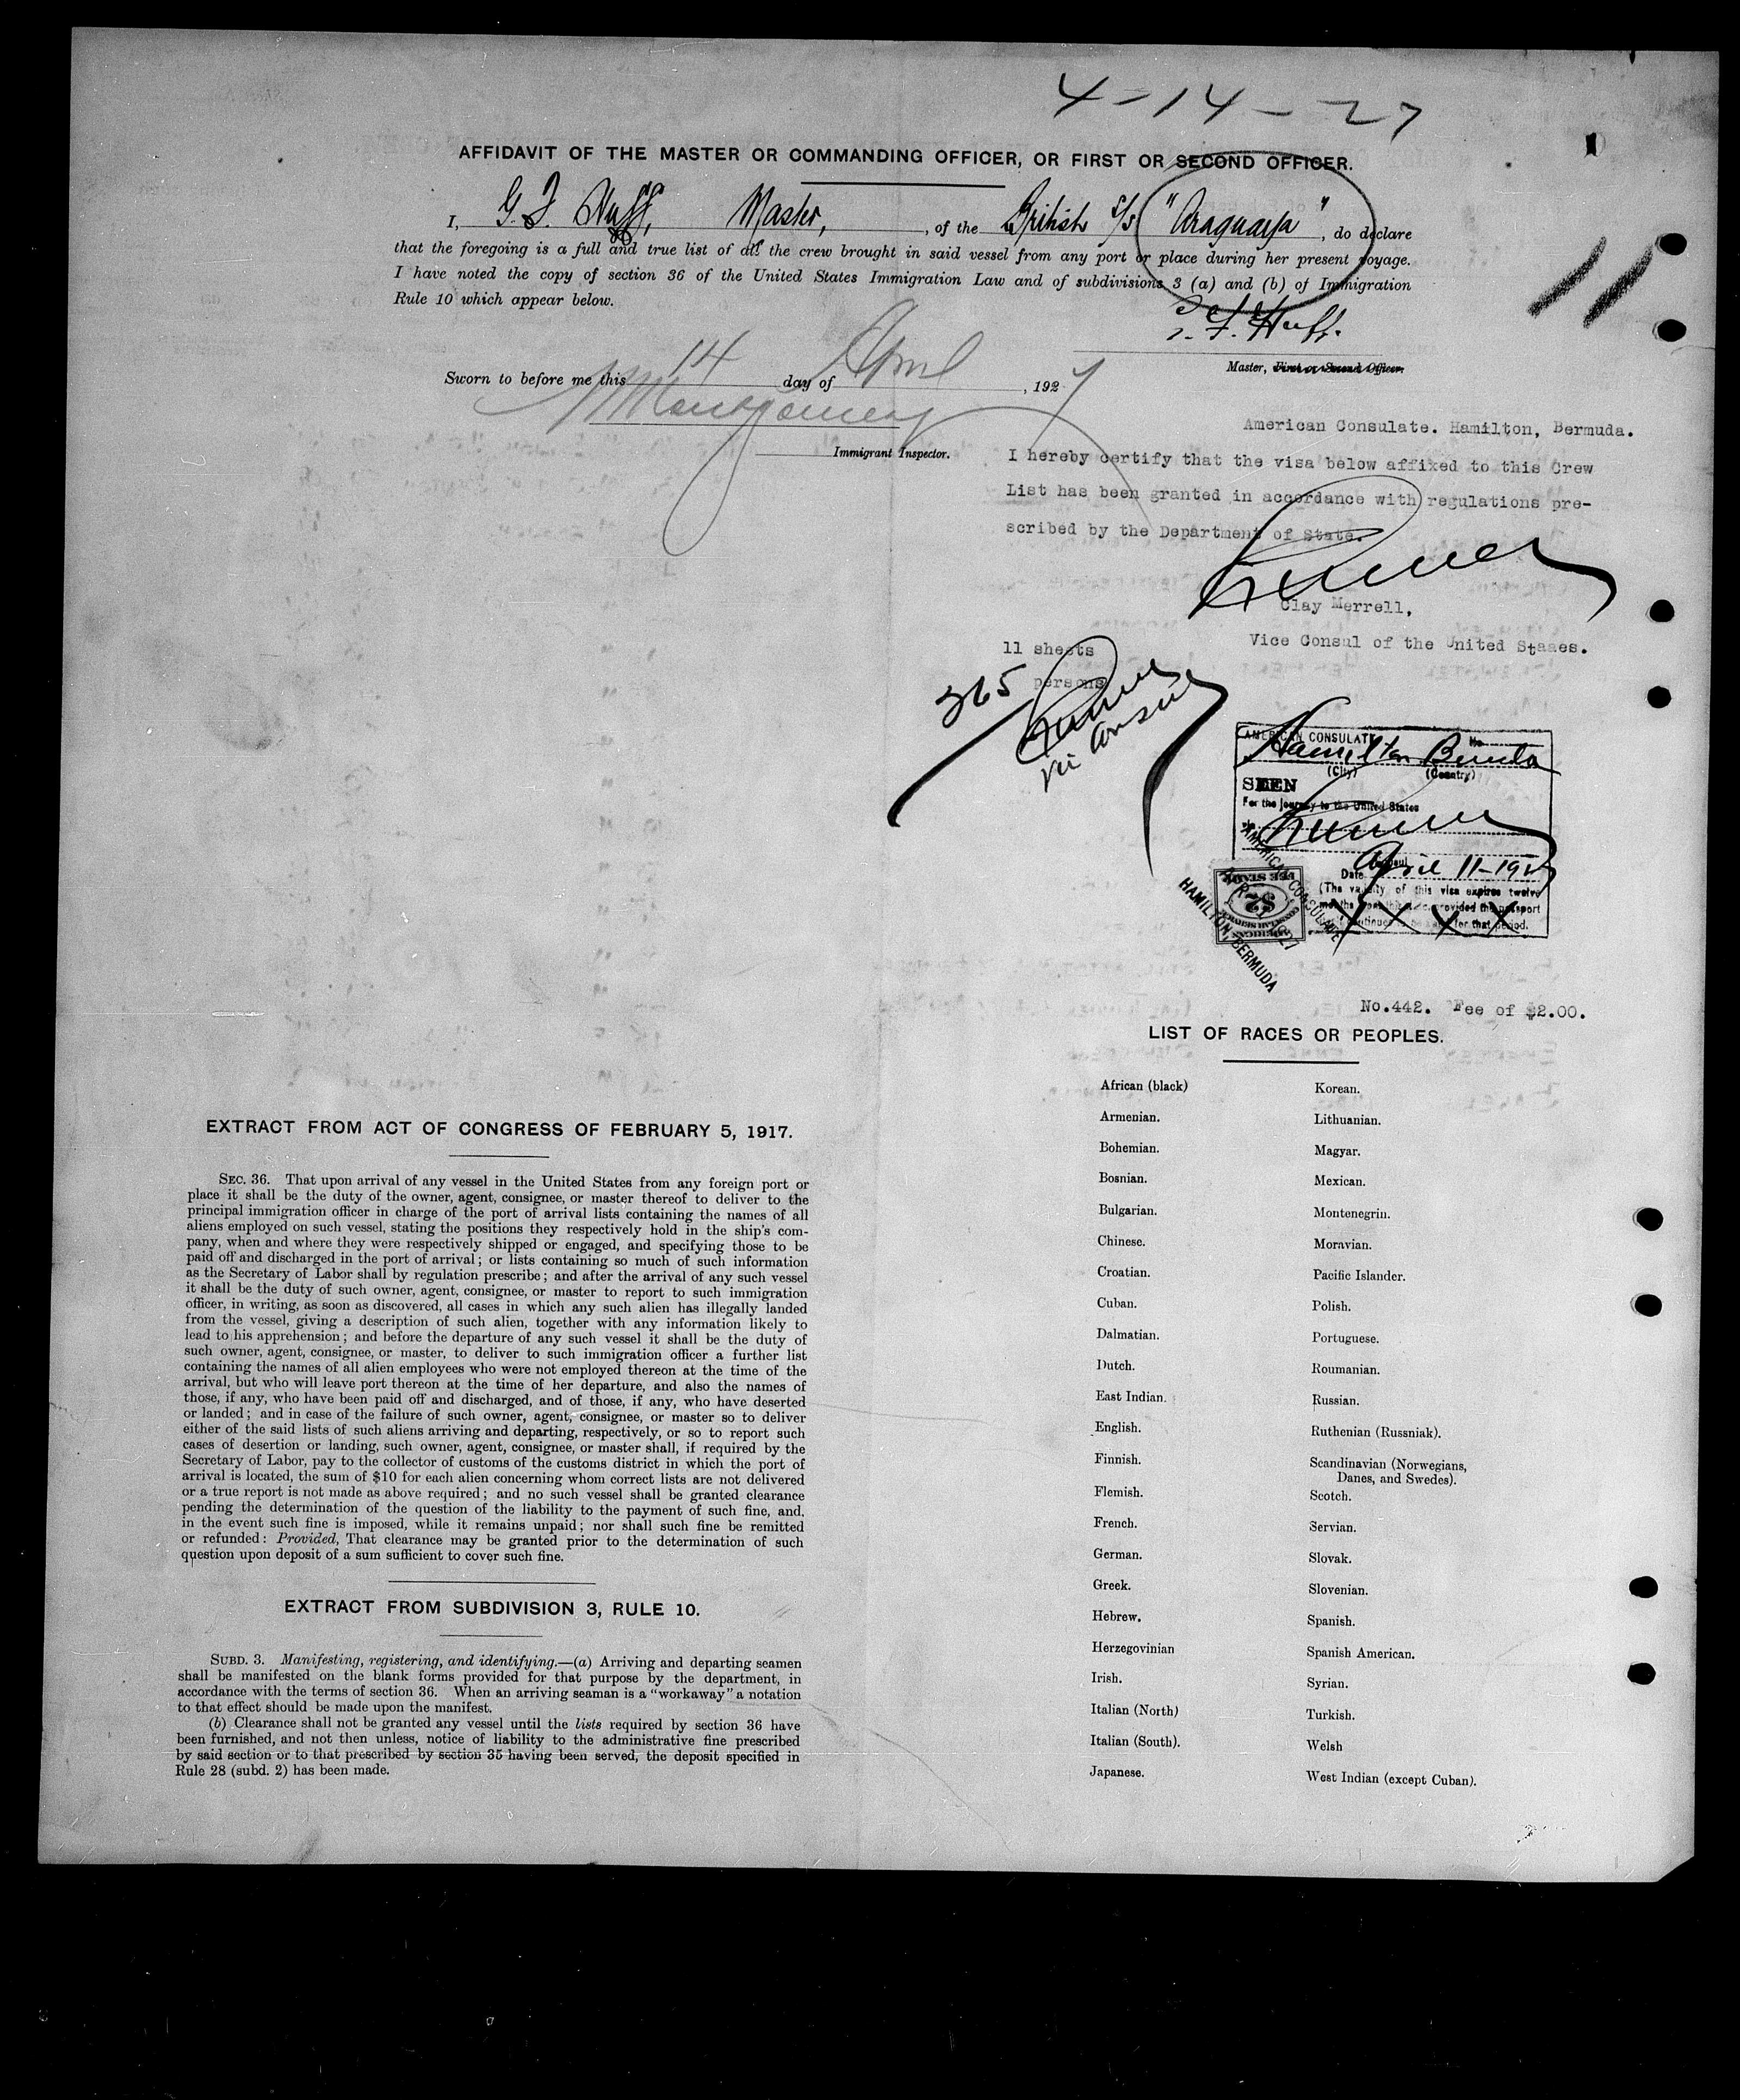 4-14-27
AFFIDAVIT OF THE MASTER OR COMMANDING OFFICER, OR FIRST OR SECOND OFFICER.
I, G. F. Huff, Master, , of the British S/S "Araguaya", do declare
that the foregoing is a full and true list of all the crew brought in said vessel from any port or place during her present voyage.
I have noted the copy of section 36 of the United States Immigration Law and of subdivisions 3 (a) and (b) of Immigration
Rule 10 which appear below.
11
G. F. Huff.
Master, First or Second Officer.
Sworn to before me this 14 day of April, 1927
Montgomery
Immigrant Inspector.
American Consulate. Hamilton, Bermuda.
I hereby certify that the visa below affixed to this Crew
List has been granted in accordance with regulations pre-
scribed by the Department of State.
Clay Merrell,
Vice Consul of the United Staaes.
11 sheets
365 persons
Vice Consul
AMERICAN CONSULATE No.
Hamilton Bermuda
(City) (Country)
SEEN
For the journey to the United States
Consul
Date April 11-1927
(The validity of this visa expires twelve
months from this date provided the passport
continues to be valid for that period.
X X X X
FEE STAMP
$2
AMERICAN CONSULAR SERVICE
AMERICAN CONSULATE
APR 11 1927
HAMILTON, BERMUDA
No.442. Fee of $2.00.
LIST OF RACES OR PEOPLES.
African (black)
Armenian.
Bohemian.
Bosnian.
Bulgarian.
Chinese.
Croatian.
Cuban.
Dalmatian.
Dutch.
East Indian.
English.
Finnish.
Flemish.
French.
German.
Greek.
Hebrew.
Herzegovinian
Irish.
Italian (North)
Italian (South).
Japanese.
Korean.
Lithuanian.
Magyar.
Mexican.
Montenegrin.
Moravian.
Pacific Islander.
Polish.
Portuguese.
Roumanian.
Russian.
Ruthenian (Russniak).
Scandinavian (Norwegians,
Danes, and Swedes).
Scotch.
Servian.
Slovak.
Slovenian.
Spanish.
Spanish American.
Syrian.
Turkish.
Welsh
West Indian (except Cuban).
EXTRACT FROM ACT OF CONGRESS OF FEBRUARY 5, 1917.
SEC. 36. That upon arrival of any vessel in the United States from any foreign port or
place it shall be the duty of the owner, agent, consignee, or master thereof to deliver to the
principal immigration officer in charge of the port of arrival lists containing the names of all
aliens employed on such vessel, stating the positions they respectively hold in the ship's com-
pany, when and where they were respectively shipped or engaged, and specifying those to be
paid off and discharged in the port of arrival; or lists containing so much of such information
as the Secretary of Labor shall by regulation prescribe; and after the arrival of any such vessel
it shall be the duty of such owner, agent, consignee, or master to report to such immigration
officer, in writing, as soon as discovered, all cases in which any such alien has illegally landed
from the vessel, giving a description of such alien, together with any information likely to
lead to his apprehension; and before the departure of any such vessel it shall be the duty of
such owner, agent, consignee, or master, to deliver to such immigration officer a further list
containing the names of all alien employees who were not employed thereon at the time of the
arrival, but who will leave port thereon at the time of her departure, and also the names of
those, if any, who have been paid off and discharged, and of those, if any, who have deserted
or landed; and in case of the failure of such owner, agent, consignee, or master so to deliver
either of the said lists of such aliens arriving and departing, respectively, or so to report such
cases of desertion or landing, such owner, agent, consignee, or master shall, if required by the
Secretary of Labor, pay to the collector of customs of the customs district in which the port of
arrival is located, the sum of $10 for each alien concerning whom correct lists are not delivered
or a true report is not made as above required; and no such vessel shall be granted clearance
pending the determination of the question of the liability to the payment of such fine, and,
in the event such fine is imposed, while it remains unpaid; nor shall such fine be remitted
or refunded: Provided, That clearance may be granted prior to the determination of such
question upon deposit of a sum sufficient to cover such fine.
EXTRACT FROM SUBDIVISION 3, RULE 10.
SUBD. 3. Manifesting, registering, and identifying.—(a) Arriving and departing seamen
shall be manifested on the blank forms provided for that purpose by the department, in
accordance with the terms of section 36. When an arriving seaman is a "workaway" a notation
to that effect should be made upon the manifest.
(b) Clearance shall not be granted any vessel until the lists required by section 36 have
been furnished, and not then unless, notice of liability to the administrative fine prescribed
by said section or to that prescribed by section 35 having been served, the deposit specified in
Rule 28 (subd. 2) has been made.